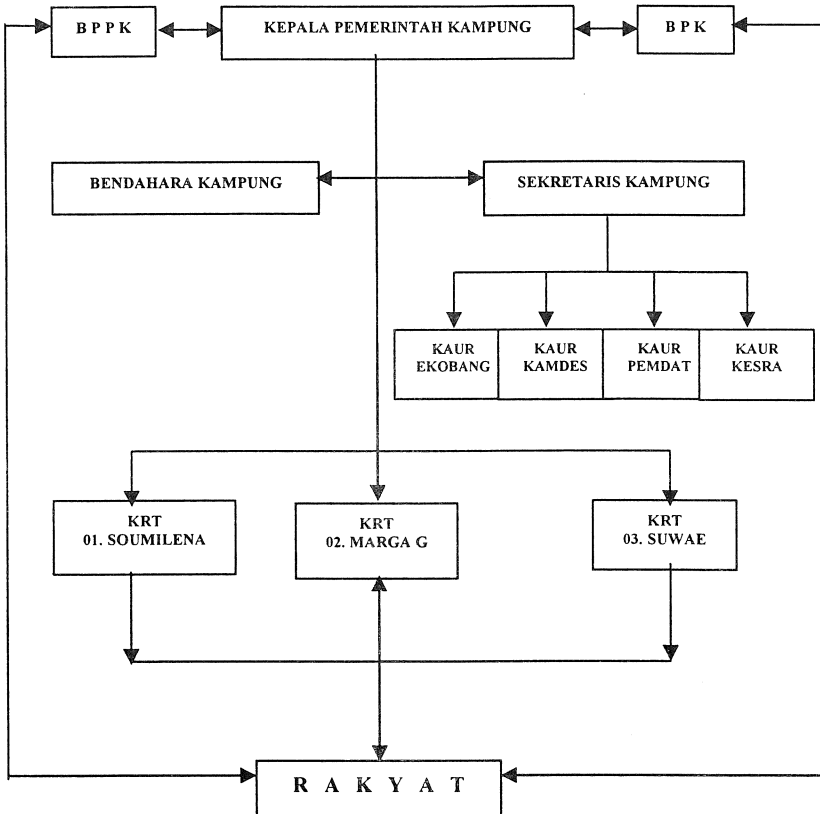 B P P K
KEPALA PEMERINTAH KAMPUNG
B P K
BENDAHARA KAMPUNG
SEKRETARIS KAMPUNG
KAUR
EKOBANG
KAUR
KAMDES
KAUR
PEMDAT
KAUR
KESRA
KRT
01. SOUMILENA
KRT
02. MARGA G
KRT
03. SUWAE
R A K Y A T